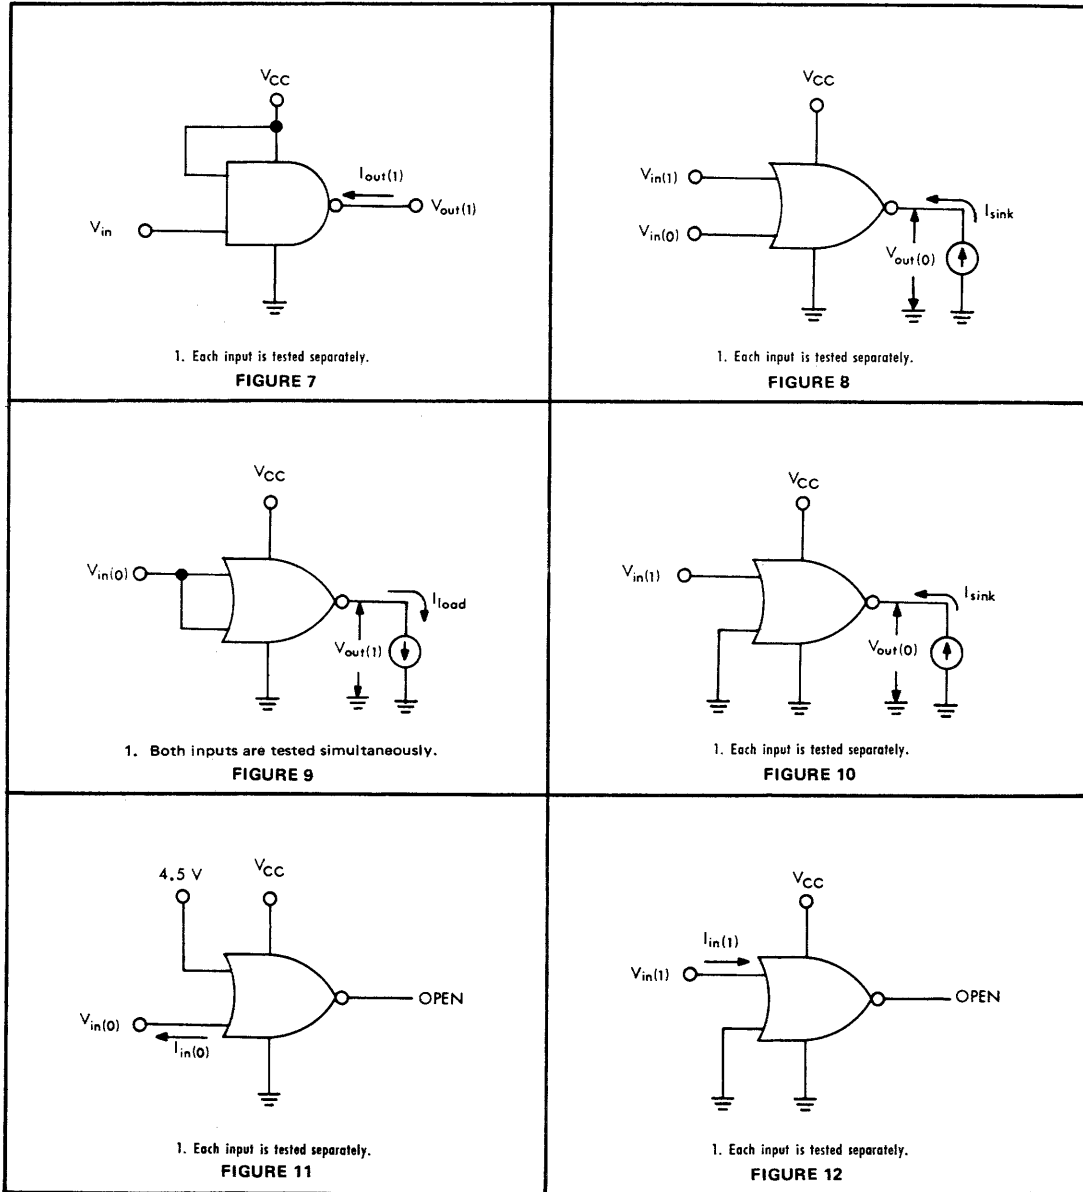 VCC
Iout(1)
Vout(1)
Vin
1. Each input is tested separately.
FIGURE 7
VCC
Vin(1)
Vin(0)
Isink
Vout(0)
1. Each input is tested separately.
FIGURE 8
VCC
Vin(0)
Iload
Vout(1)
1. Both inputs are tested simultaneously.
FIGURE 9
VCC
Vin(1)
Isink
Vout(0)
1. Each input is tested separately.
FIGURE 10
4.5 V
VCC
OPEN
Vin(0)
Iin(0)
1. Each input is tested separately.
FIGURE 11
VCC
Iin(1)
Vin(1)
OPEN
1. Each input is tested separately.
FIGURE 12